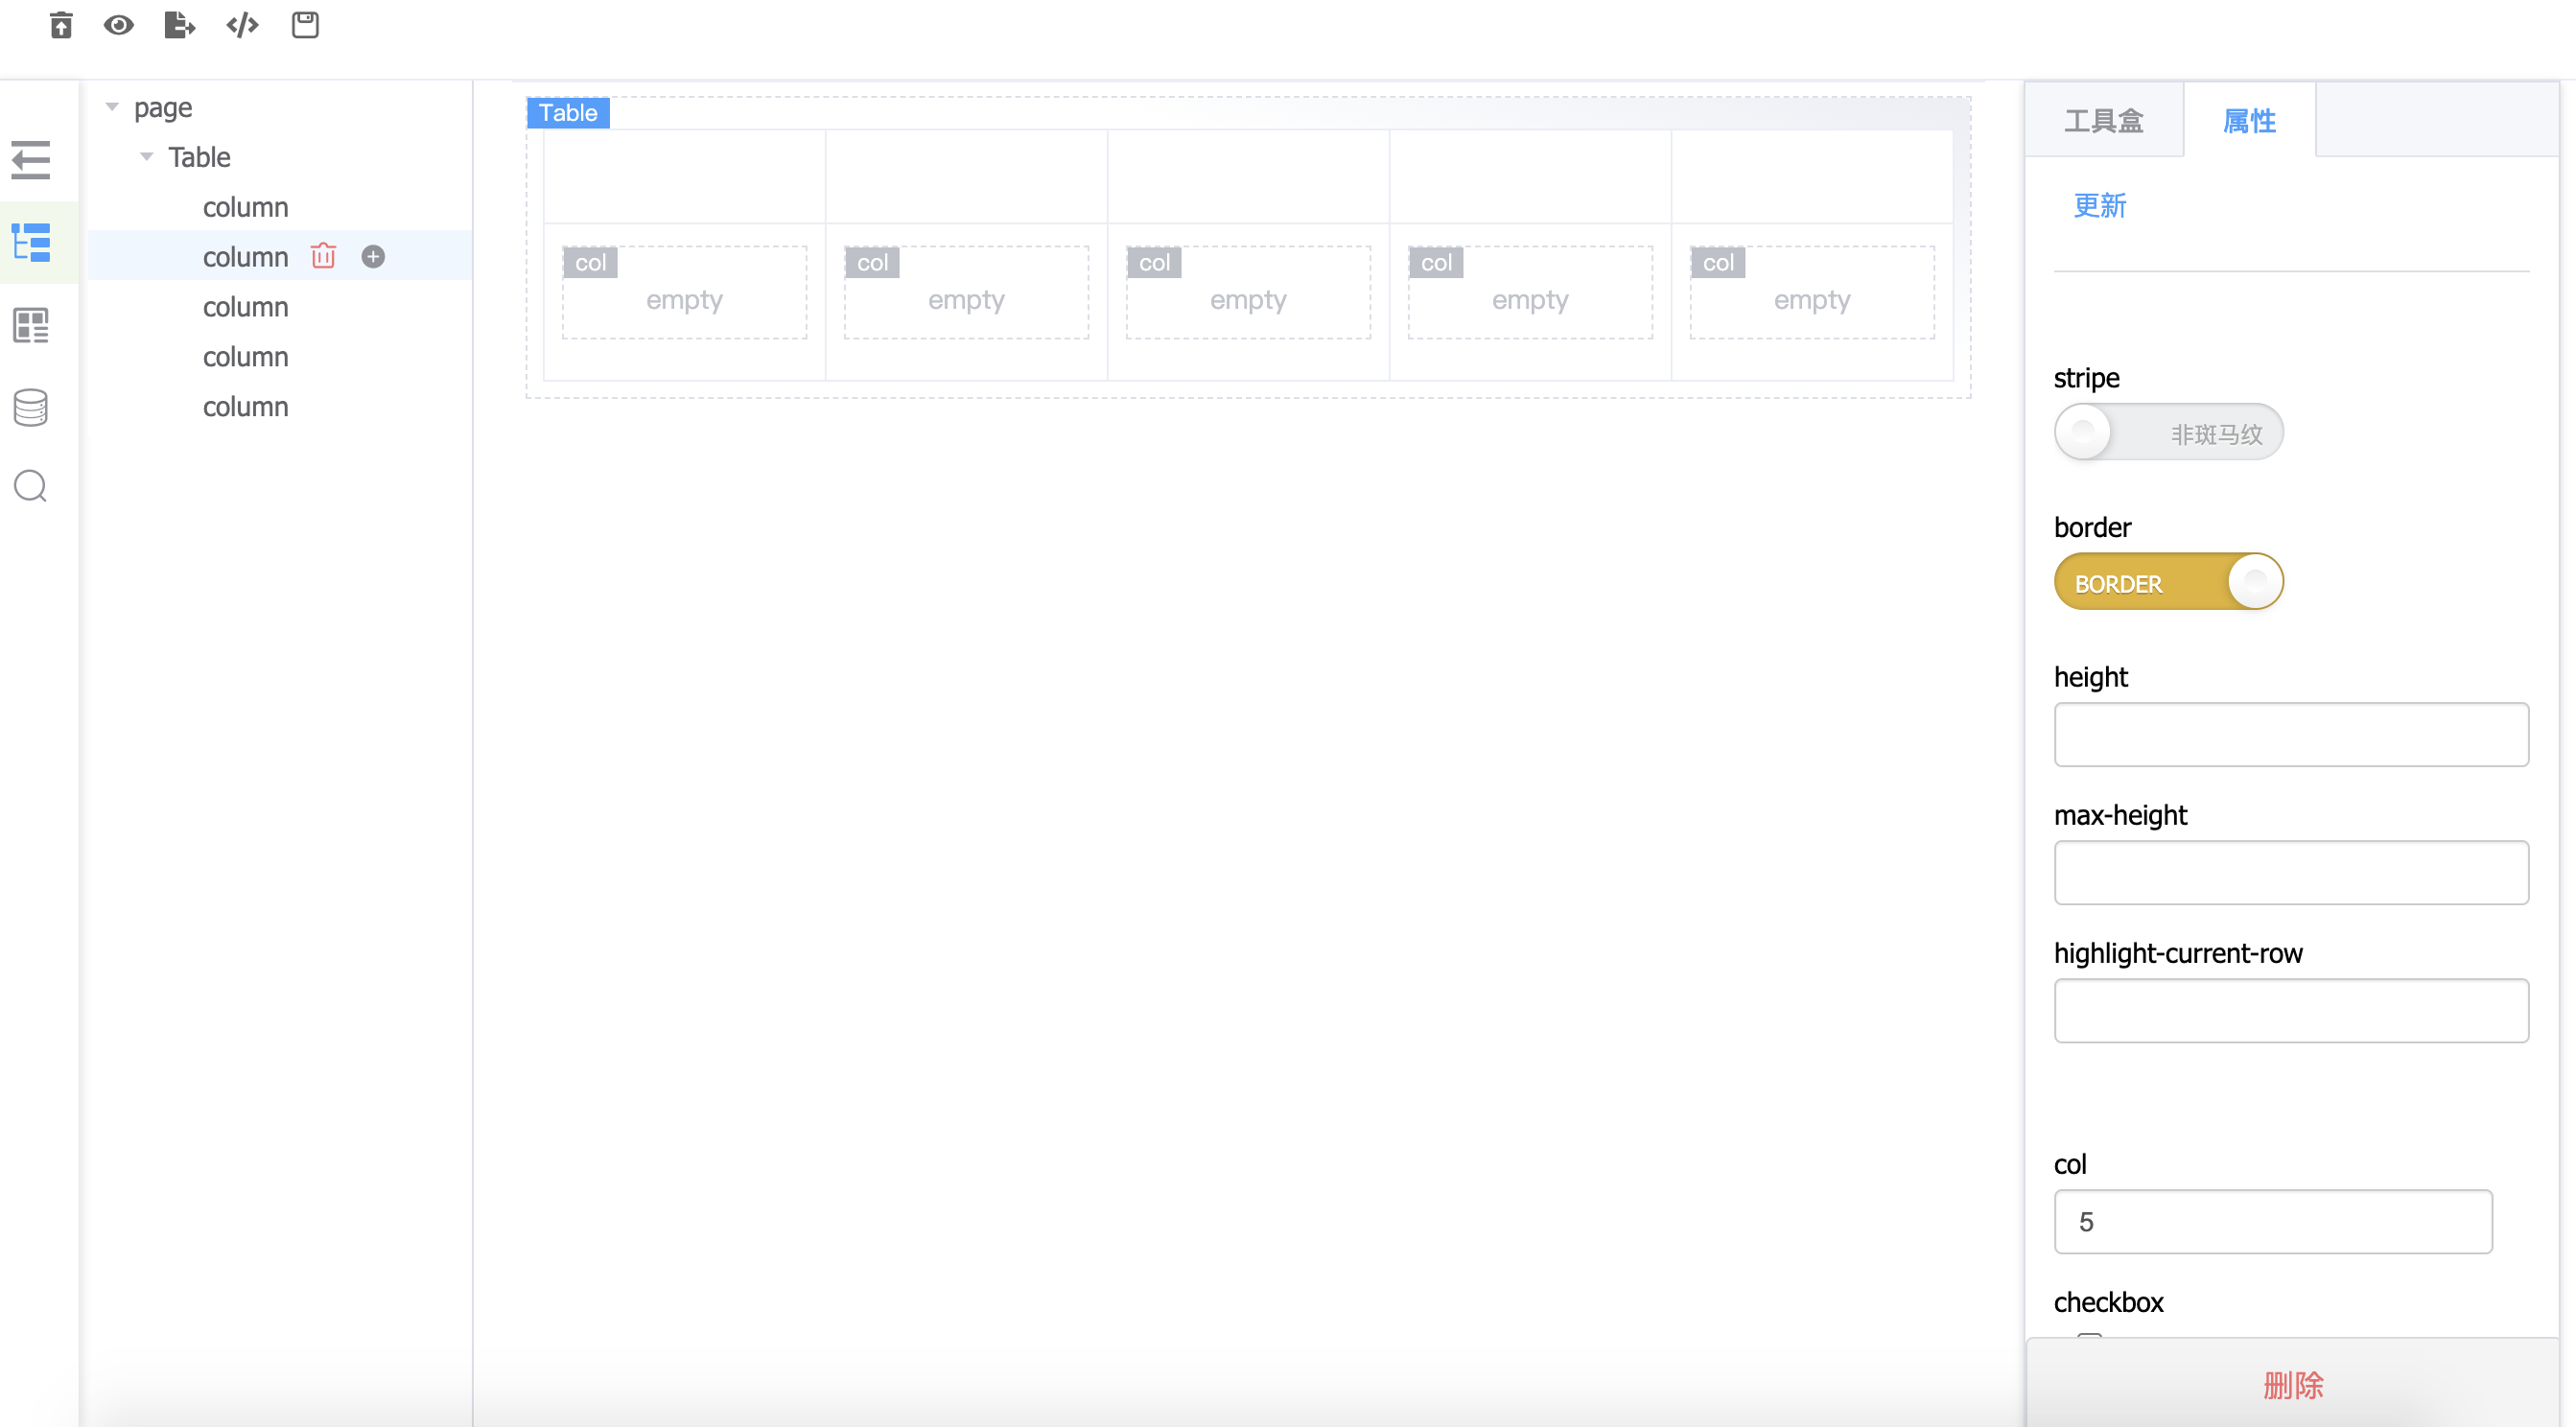 page
Table
column
column
column
column
column
Table
col
empty
col
empty
col
empty
col
empty
col
empty
工具盒
属性
更新
stripe
非斑马纹
border
BORDER
height
max-height
highlight-current-row
col
5
checkbox
删除